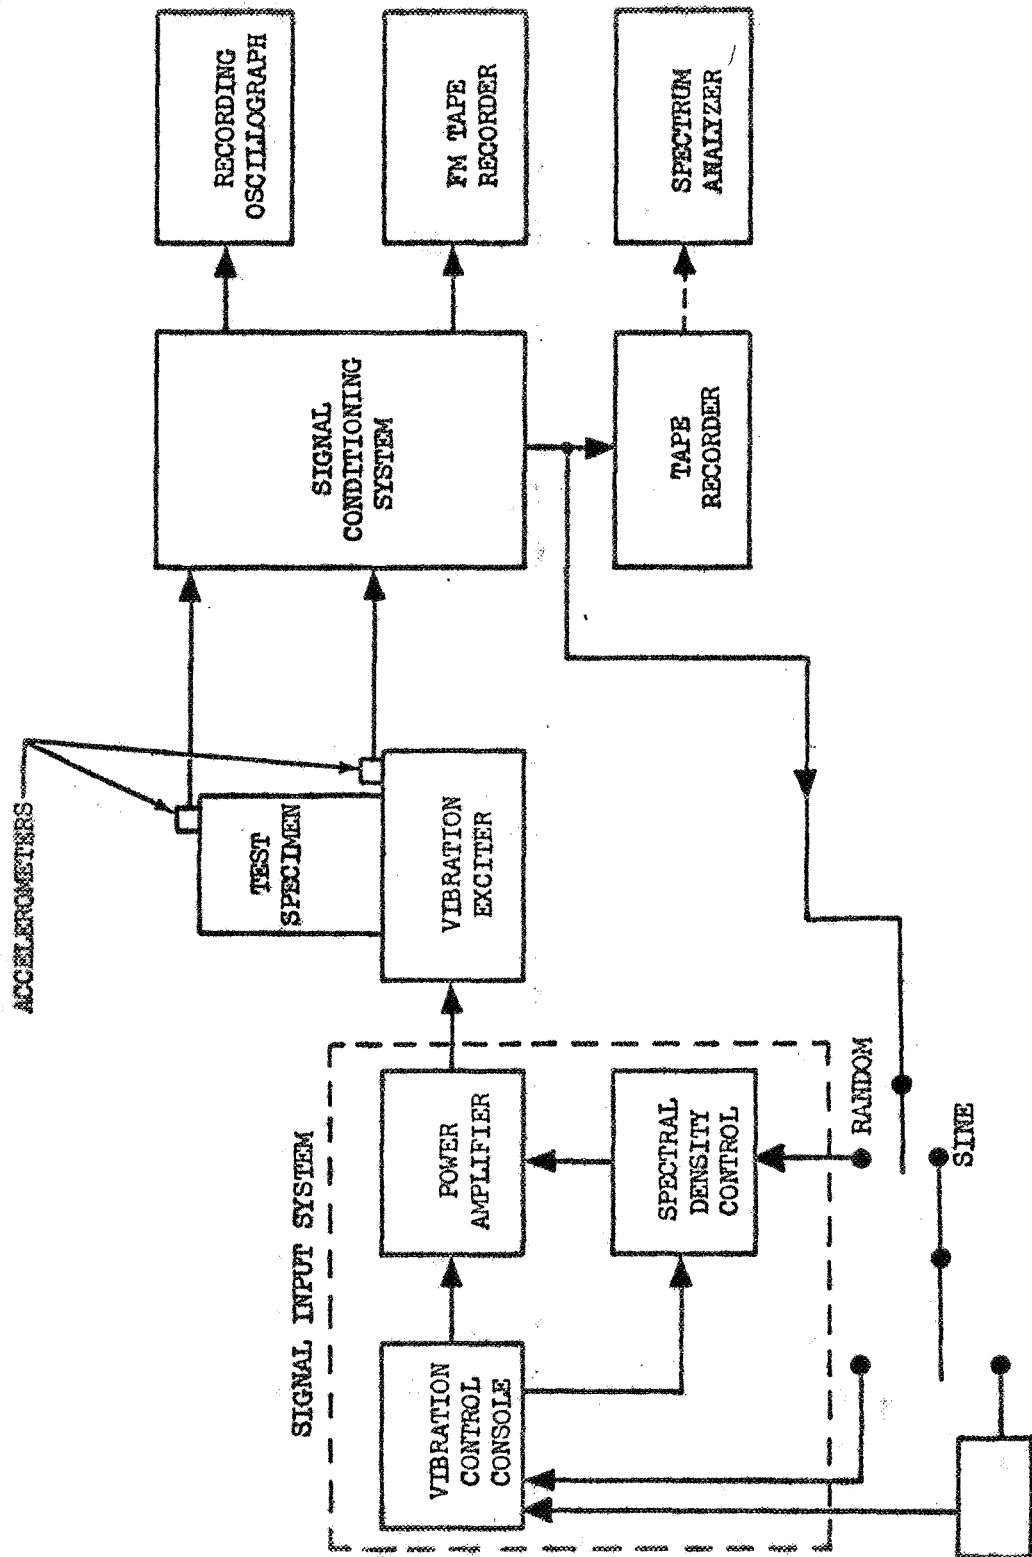 ACCELEROMETERS
RECORDING
OSCILLOGRAPH
FM TAPE
RECORDER
SPECTRUM
ANALYZER
SIGNAL
CONDITIONING
SYSTEM
TAPE
RECORDER
TEST
SPECIMEN
VIBRATION
EXCITER
SIGNAL INPUT SYSTEM
POWER
AMPLIFIER
SPECTRAL
DENSITY
CONTROL
VIBRATION
CONTROL
CONSOLE
RANDOM
SINE